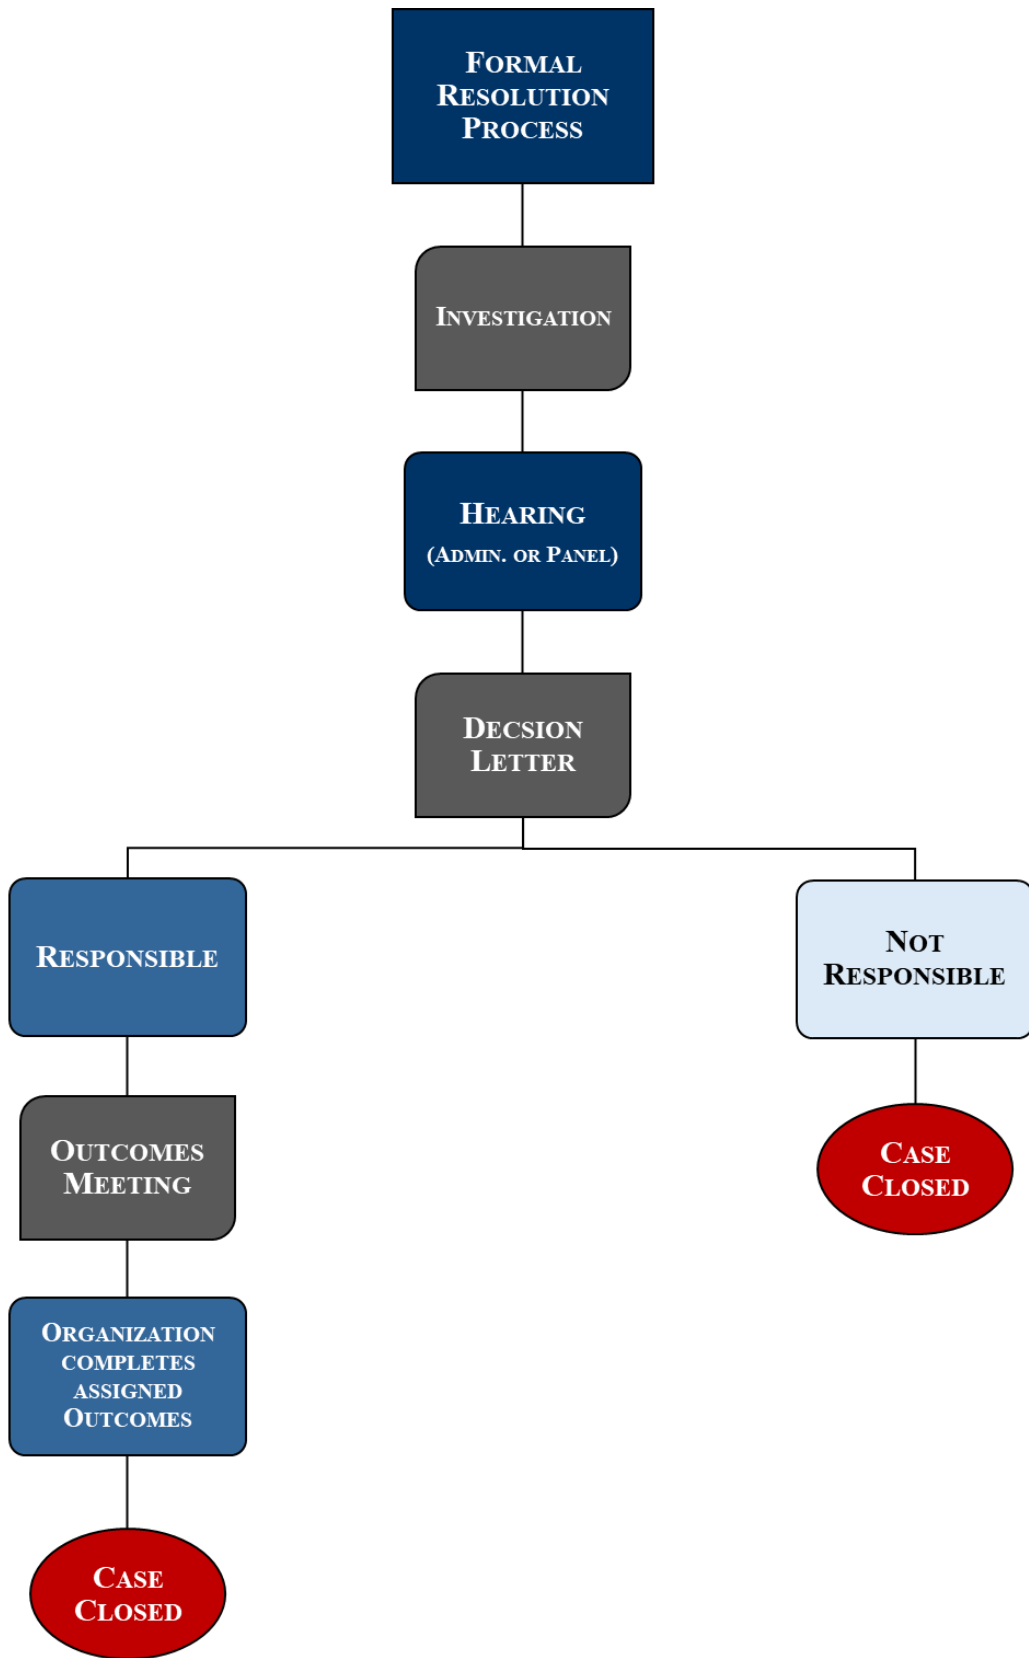 Formal
Resolution
Process
Investigation
Hearing
(Admin. or Panel)
Decsion
Letter
Responsible
Not
Responsible
Outcomes
Meeting
Case
Closed
Organization
completes
assigned
Outcomes
Case
Closed